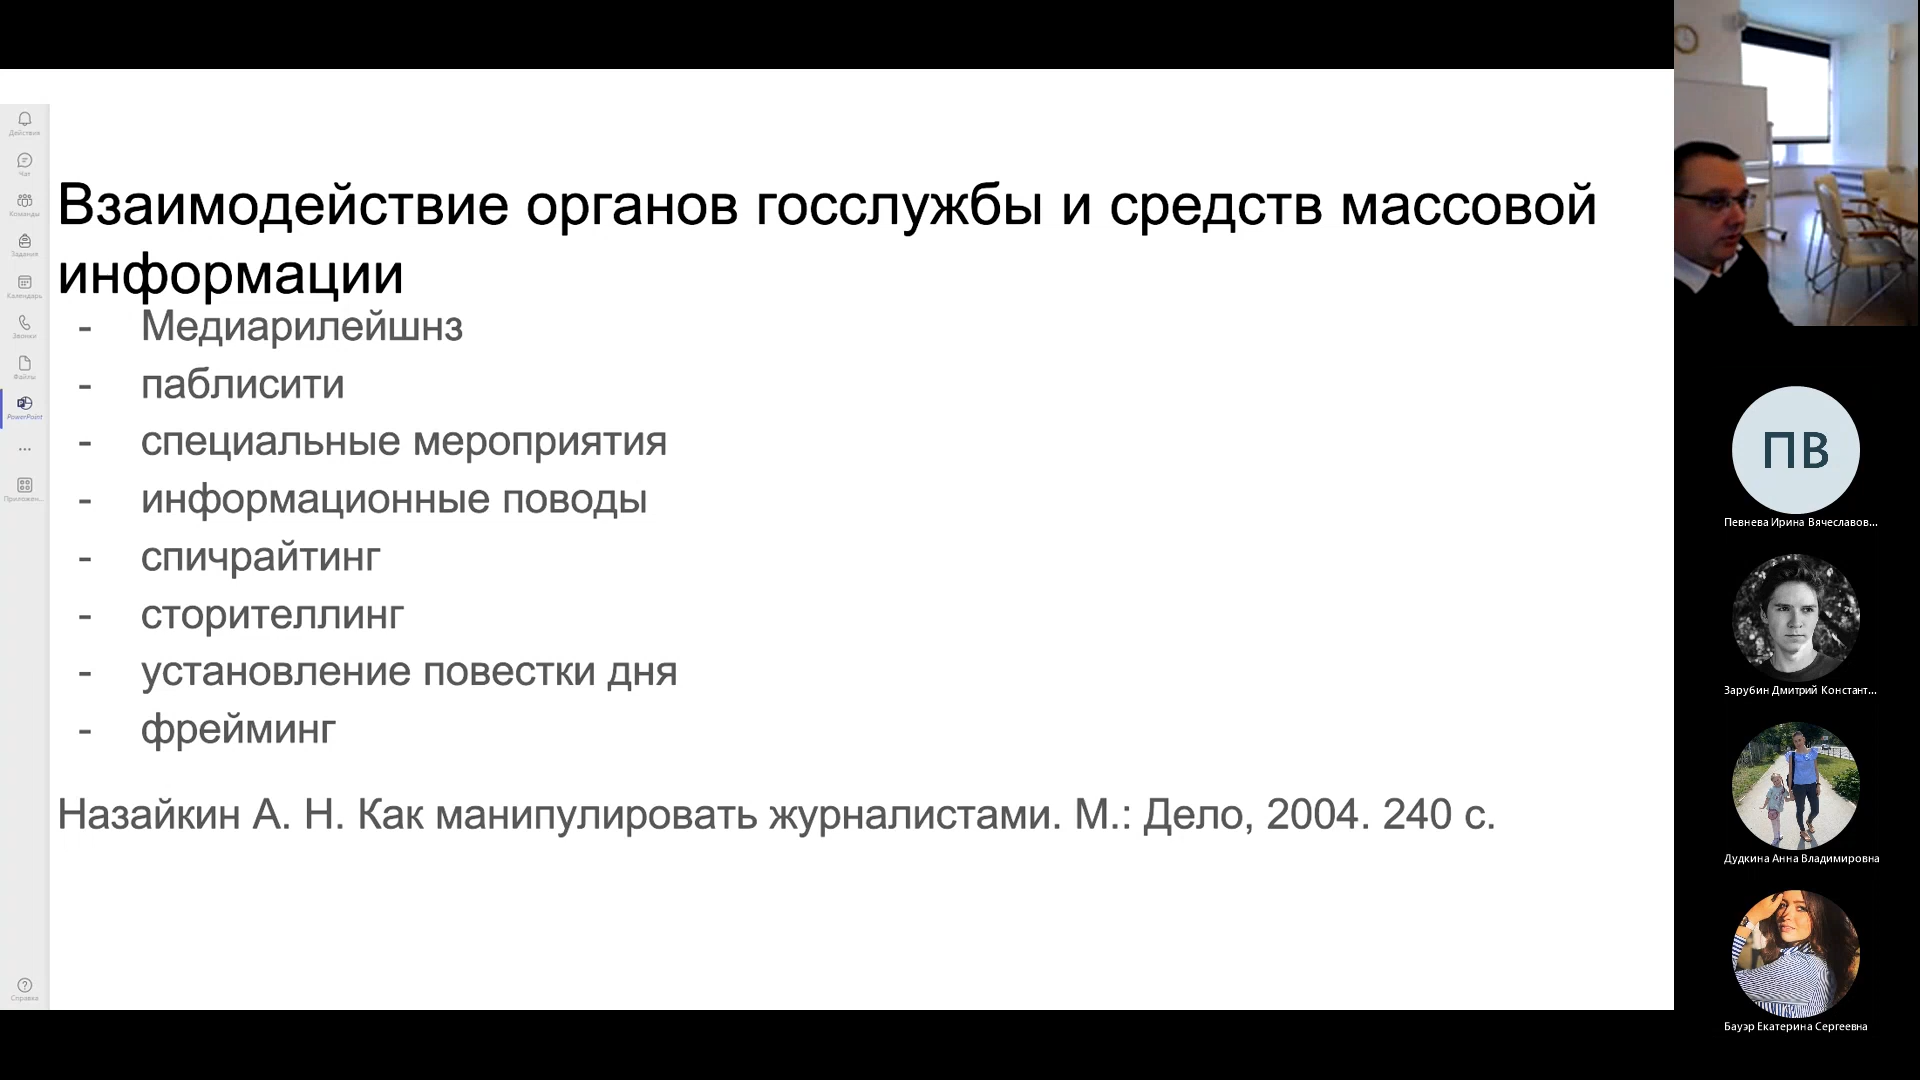 Действия
Чат
Команды
Задания
Календарь
Звонки
Файлы
PowerPoint
Приложен...
Справка
Взаимодействие органов госслужбы и средств массовой
информации
- Медиарилейшнз
- паблисити
- специальные мероприятия
- информационные поводы
- спичрайтинг
- сторителлинг
- установление повестки дня
- фрейминг
Назайкин А. Н. Как манипулировать журналистами. М.: Дело, 2004. 240 с.
ПВ
Певнева Ирина Вячеславов...
Зарубин Дмитрий Констант...
Дудкина Анна Владимировна
Бауэр Екатерина Сергеевна